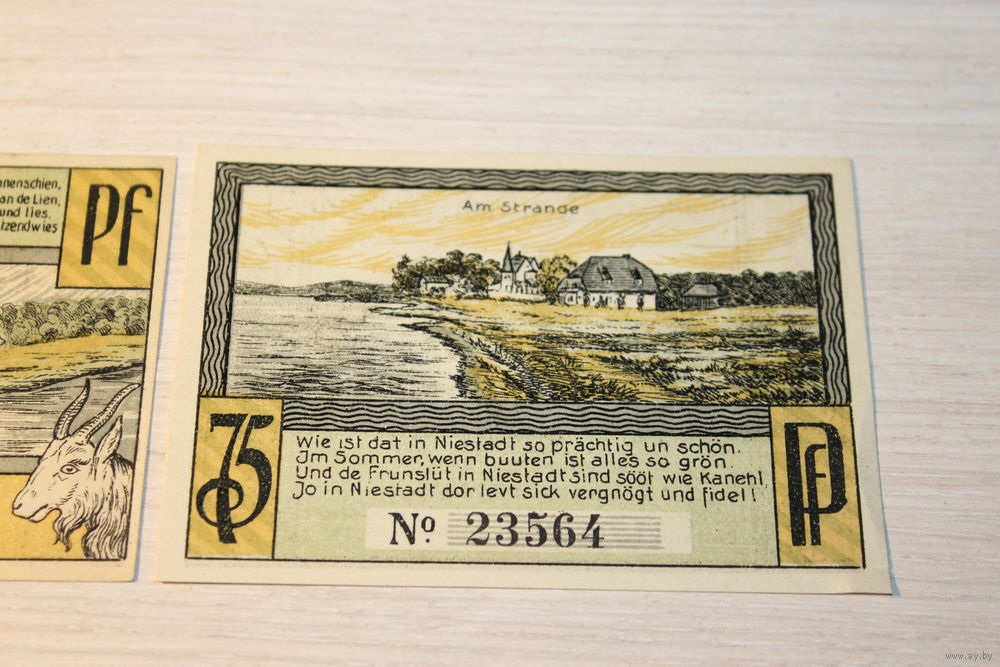 nnenschien,
an de Lien,
und lies,
tzendwies
Pf
Am Strande
75
Wie ist dat in Niestadt so prächtig un schön.
Jm Sommer, wenn buuten ist alles so grön.
Und de Frunslüt in Niestadt sind sööt wie Kanehl,
Jo in Niestadt dor levt sick vergnögt und fidel!
Pf
No 23564
www.ay.by